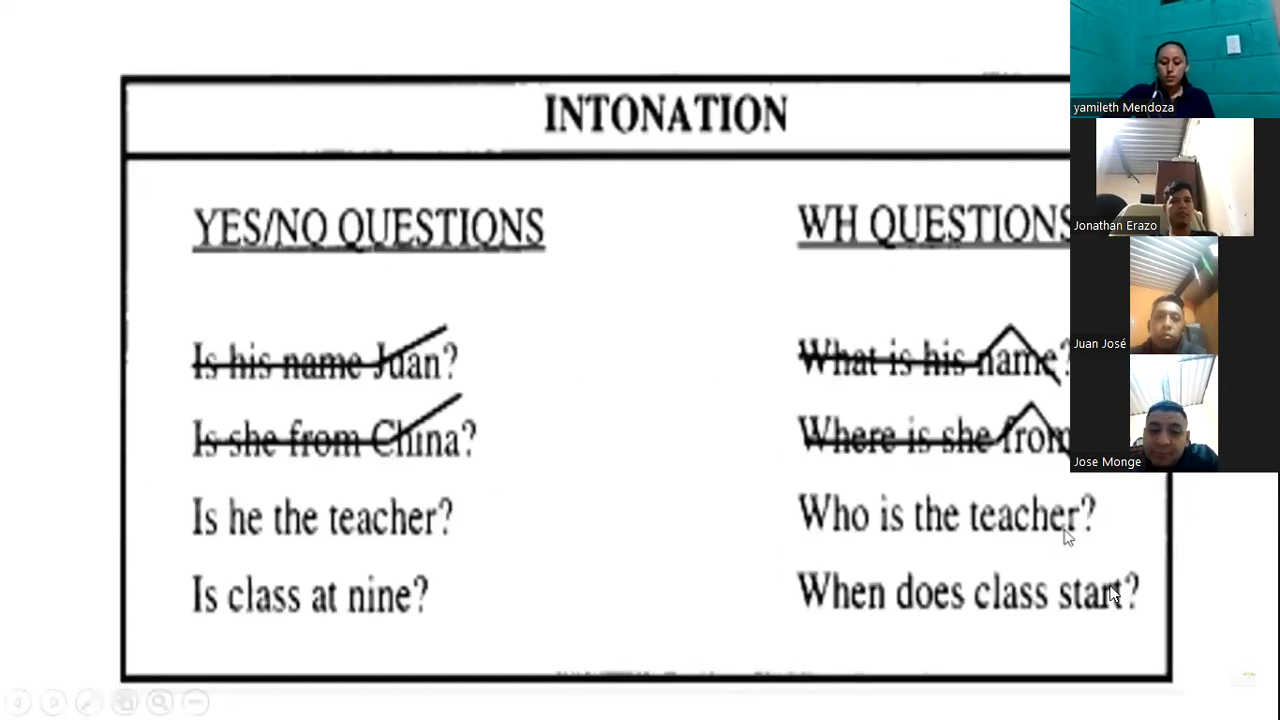 INTONATION
YES/NO QUESTIONS
Is his name Juan?
Is she from China?
Is he the teacher?
Is class at nine?
WH QUESTIONS
What is his name?
Where is she from
Who is the teacher?
When does class start?
yamileth Mendoza
Jonathan Erazo
Juan José
Jose Monge